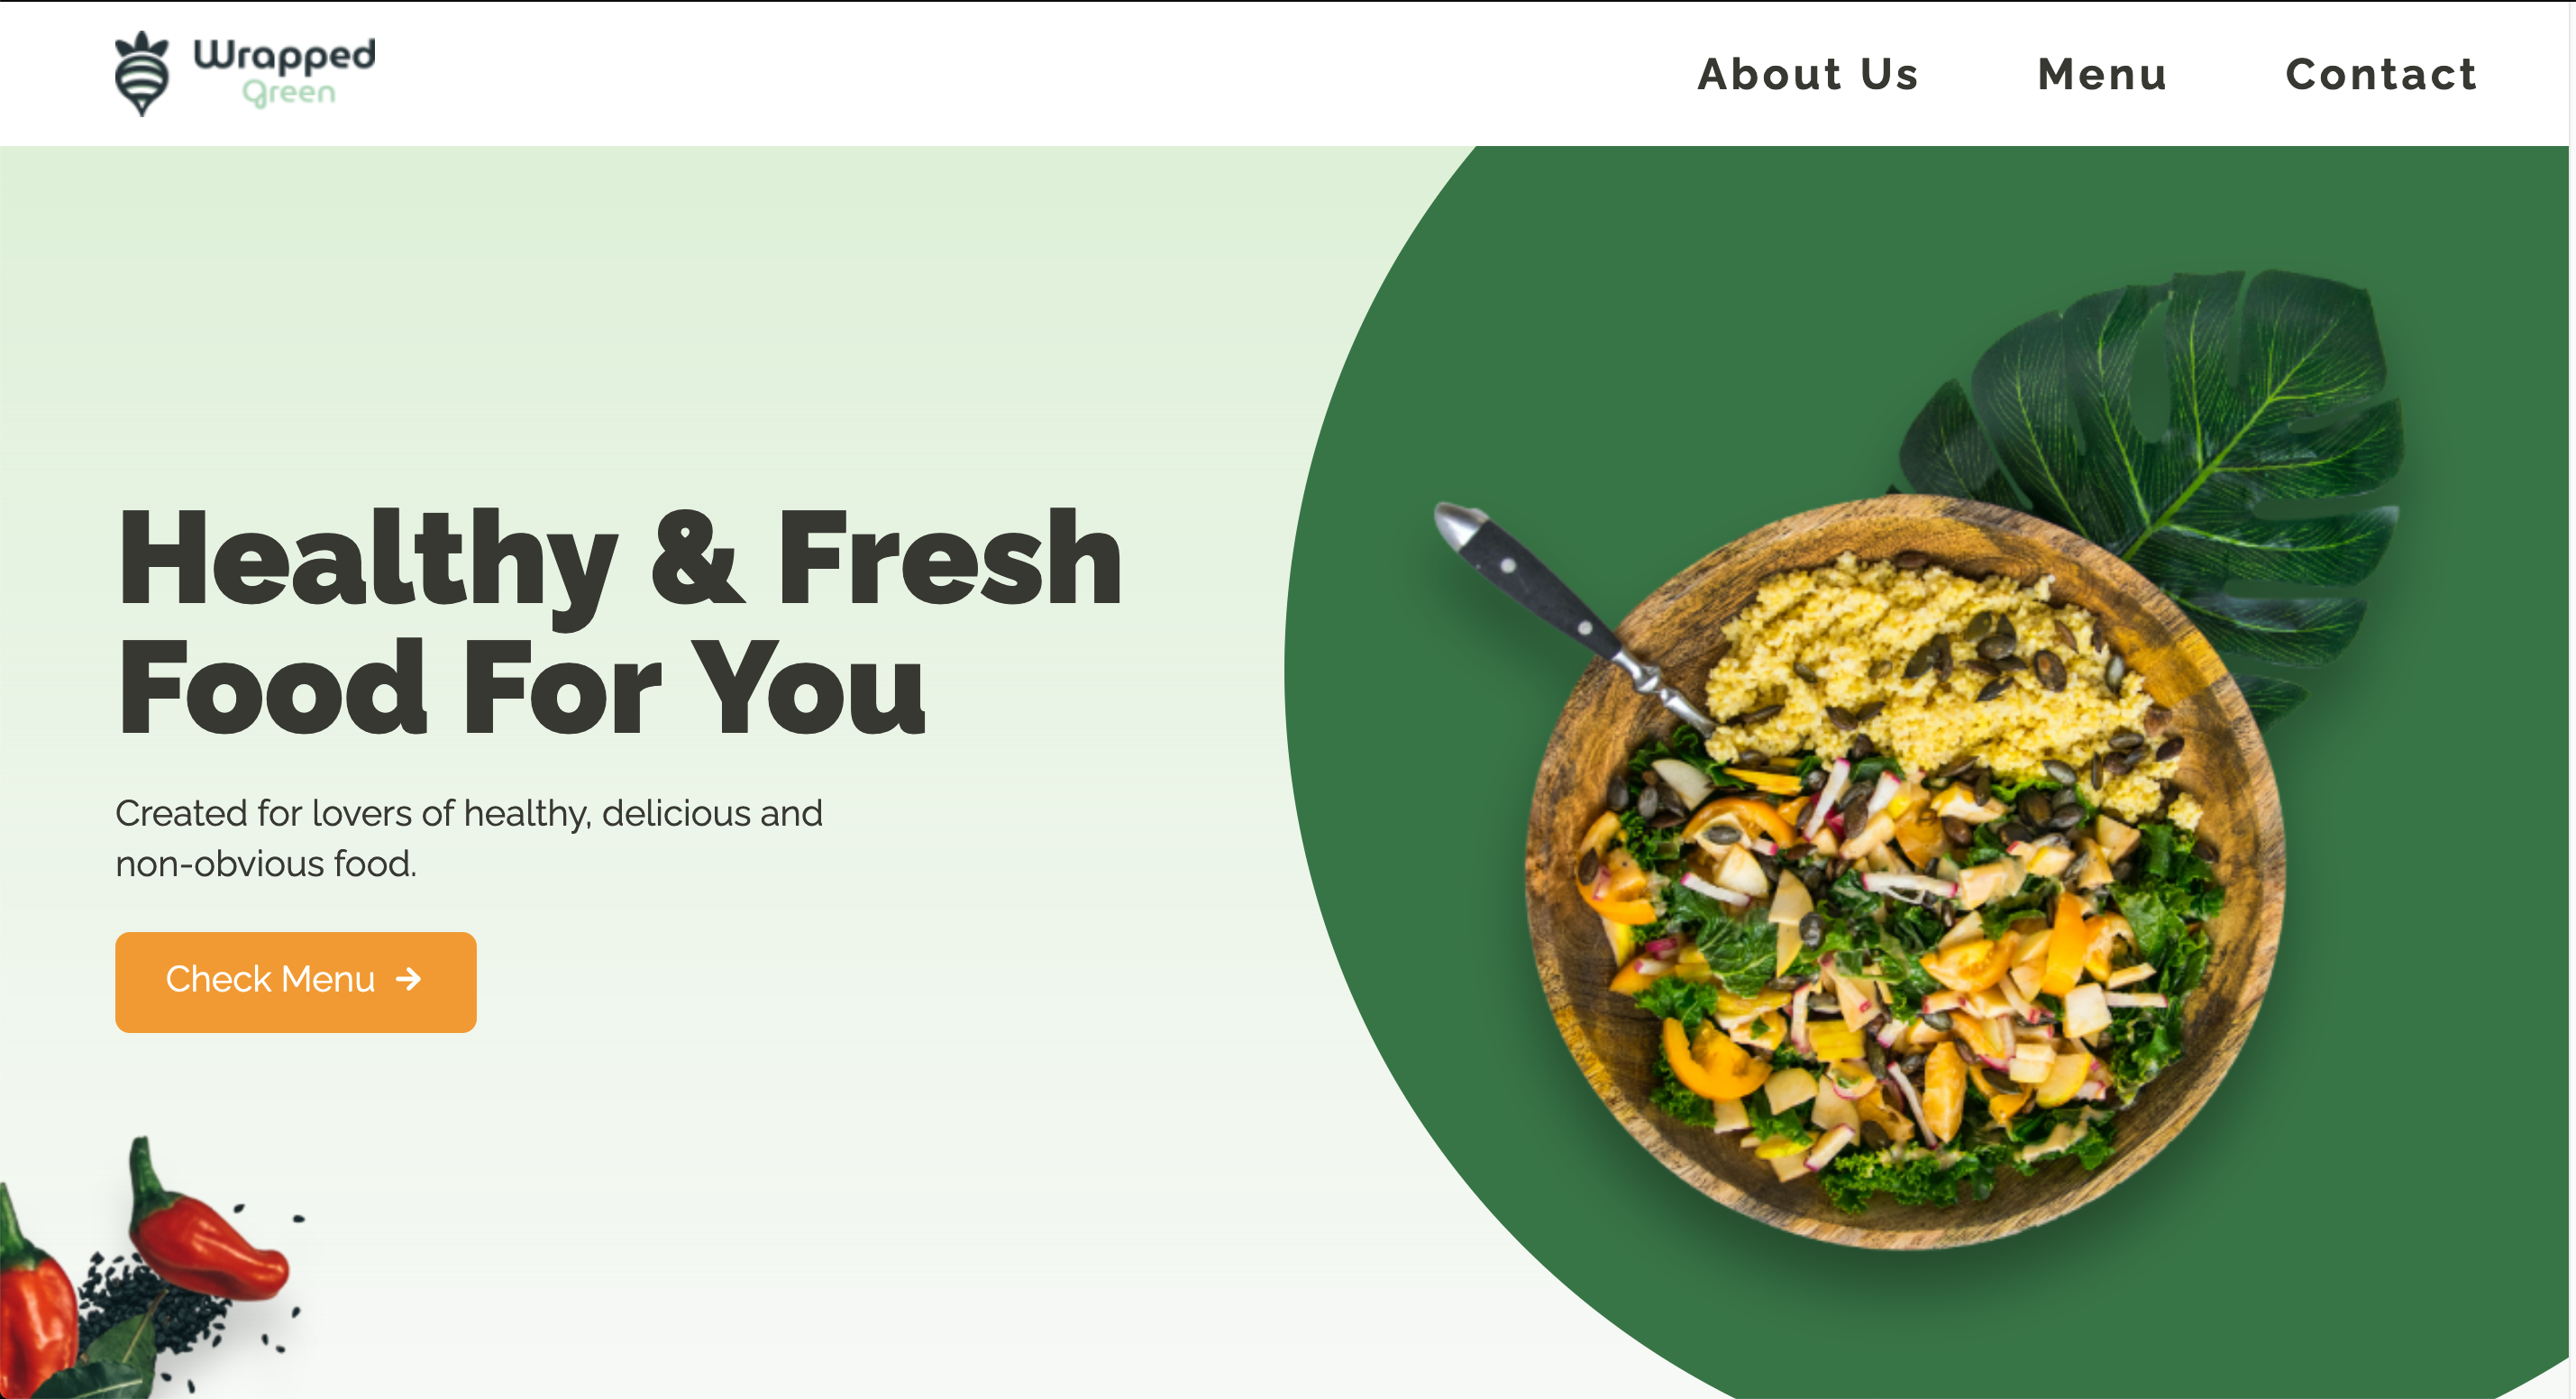 Wrapped
Green
About Us
Menu
Contact
Healthy & Fresh
Food For You
Created for lovers of healthy, delicious and
non-obvious food.
Check Menu →